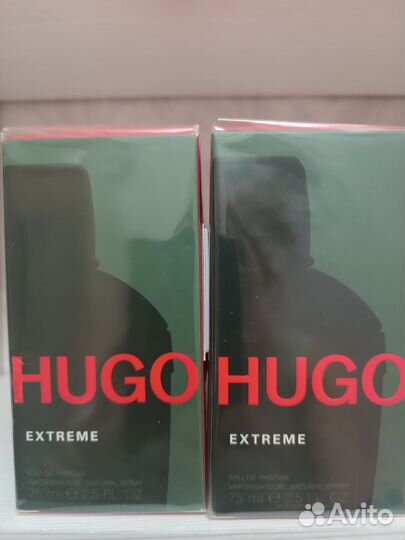 HUGO
EXTREME
EAU DE PARFUM
VAPORISATEUR . NATURAL SPRAY
75 ml e 2.5 FL. OZ.
HUGO
EXTREME
EAU DE PARFUM
VAPORISATEUR . NATURAL SPRAY
75 ml e 2.5 FL. OZ.
Avito